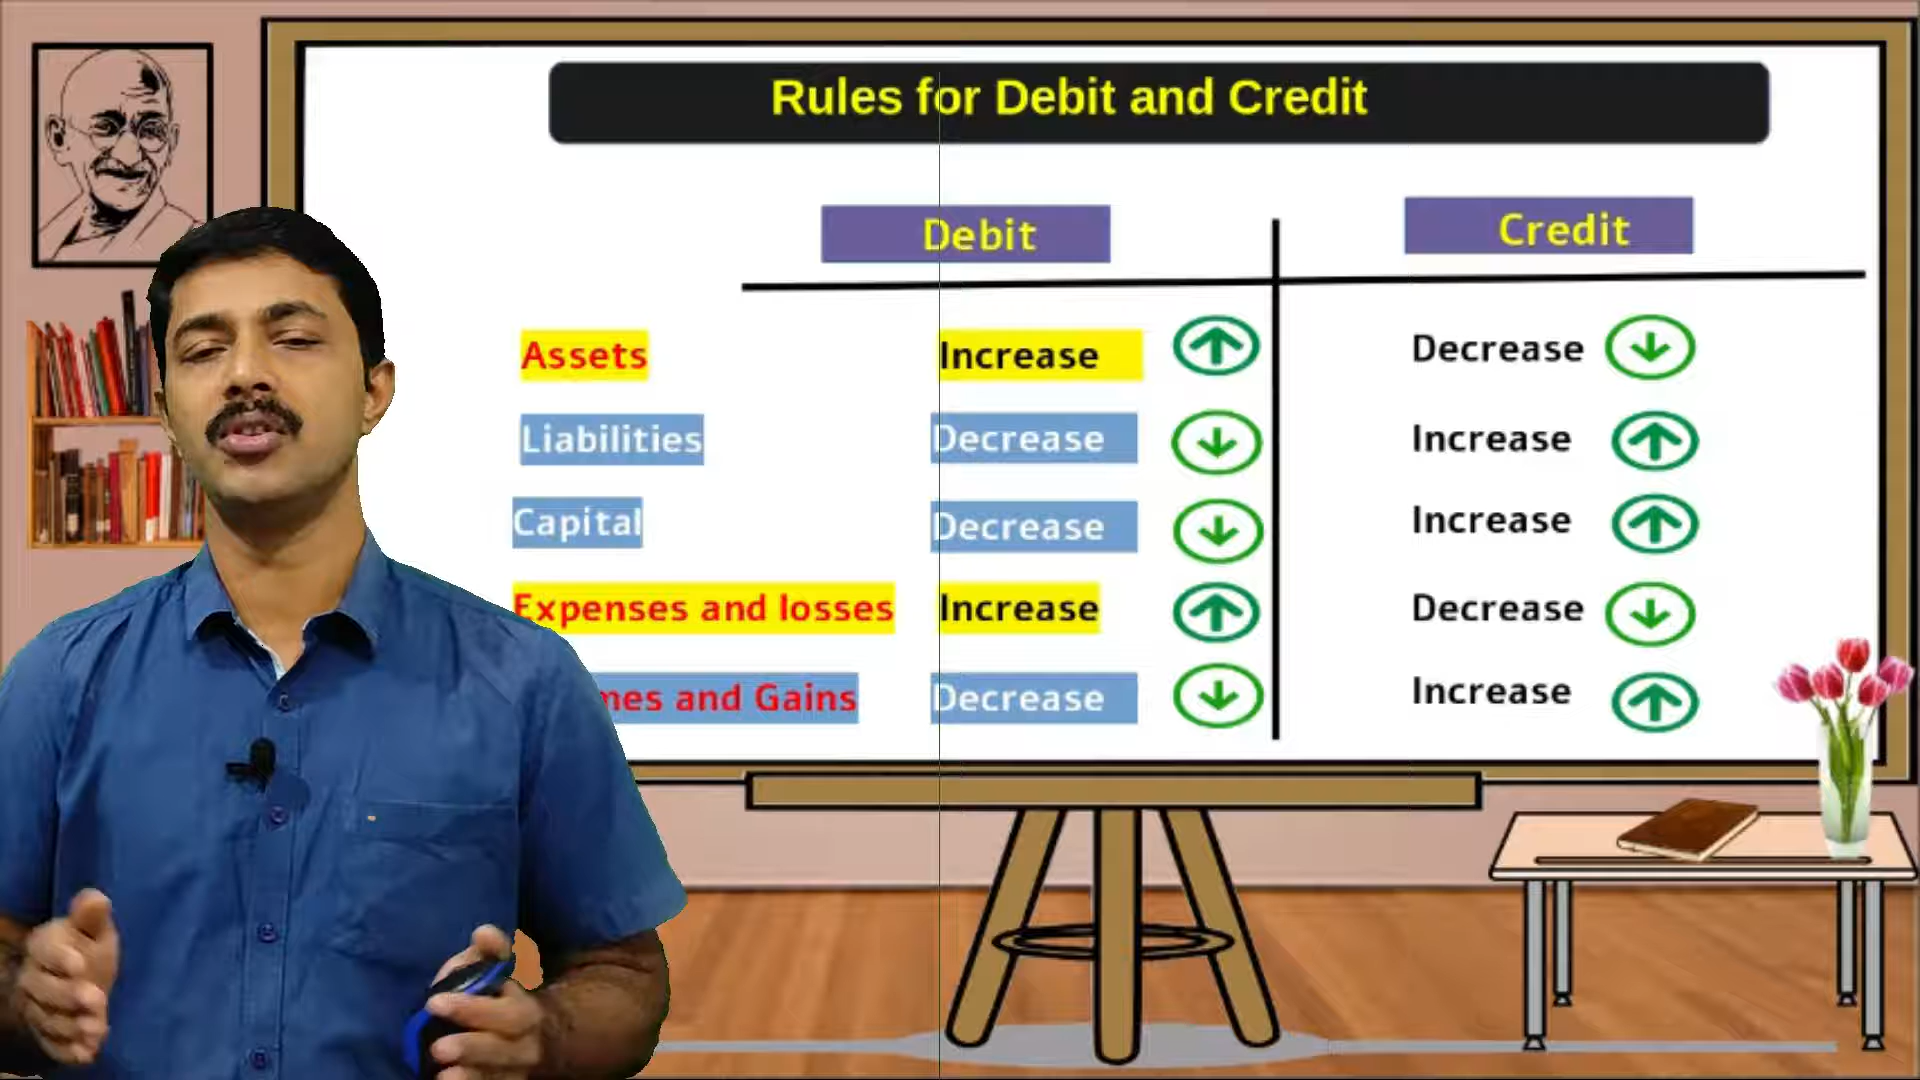 Rules for Debit and Credit
Debit Credit
Assets Increase Decrease
Liabilities Decrease Increase
Capital Decrease Increase
Expenses and losses Increase Decrease
and Gains Decrease Increase